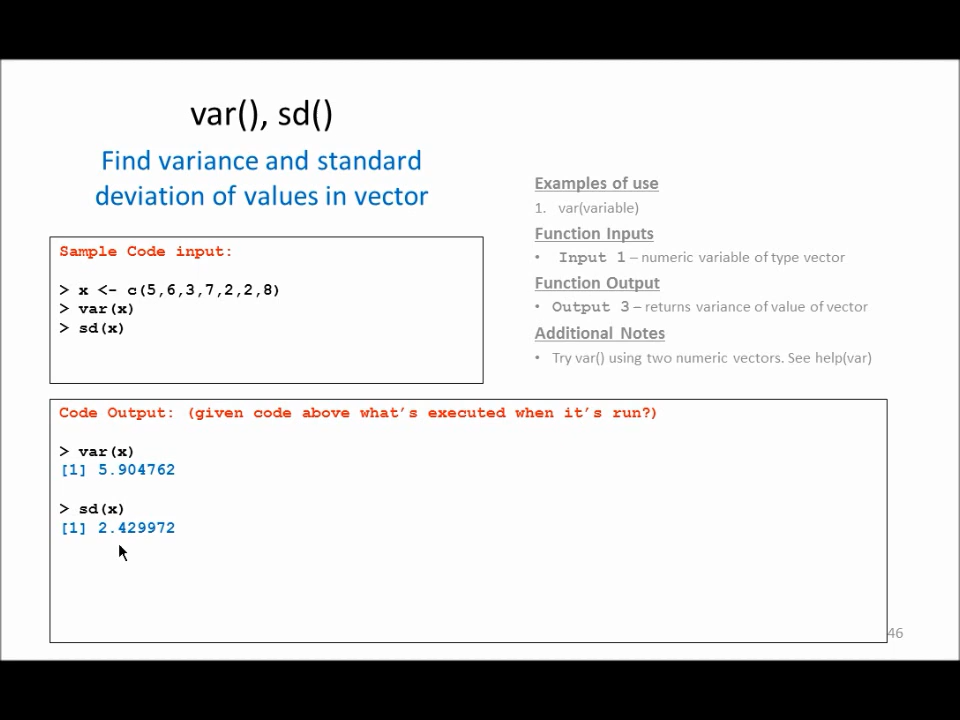 var(), sd()
Find variance and standard
deviation of values in vector
Sample Code input:
> x <- c(5,6,3,7,2,2,8)
> var(x)
> sd(x)
Examples of use
1. var(variable)
Function Inputs
• Input 1 – numeric variable of type vector
Function Output
• Output 3 – returns variance of value of vector
Additional Notes
• Try var() using two numeric vectors. See help(var)
Code Output: (given code above what's executed when it's run?)
> var(x)
[1] 5.904762
> sd(x)
[1] 2.429972
46